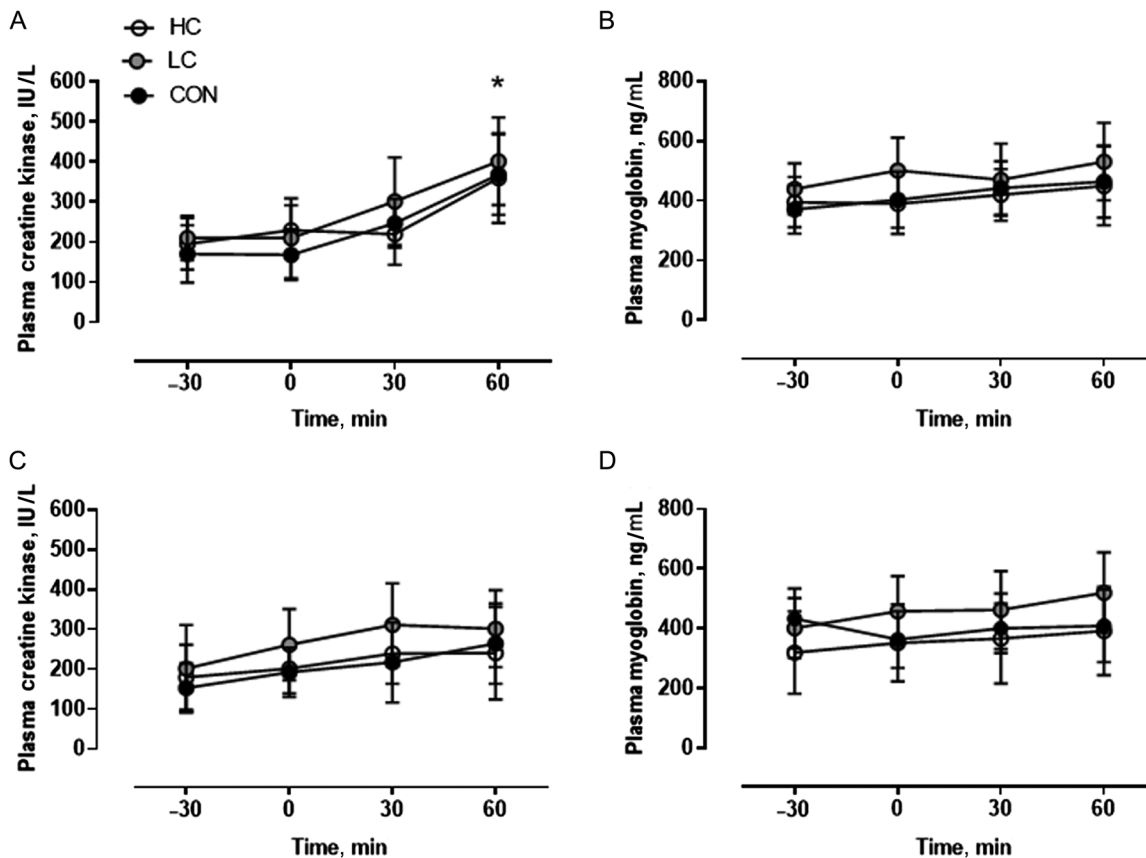 A
HC
LC
CON
Plasma creatine kinase, IU/L
600
500
400
300
200
100
0
*
–30 0 30 60
Time, min
B
Plasma myoglobin, ng/mL
800
600
400
200
0
–30 0 30 60
Time, min
C
Plasma creatine kinase, IU/L
600
500
400
300
200
100
0
–30 0 30 60
Time, min
D
Plasma myoglobin, ng/mL
800
600
400
200
0
–30 0 30 60
Time, min